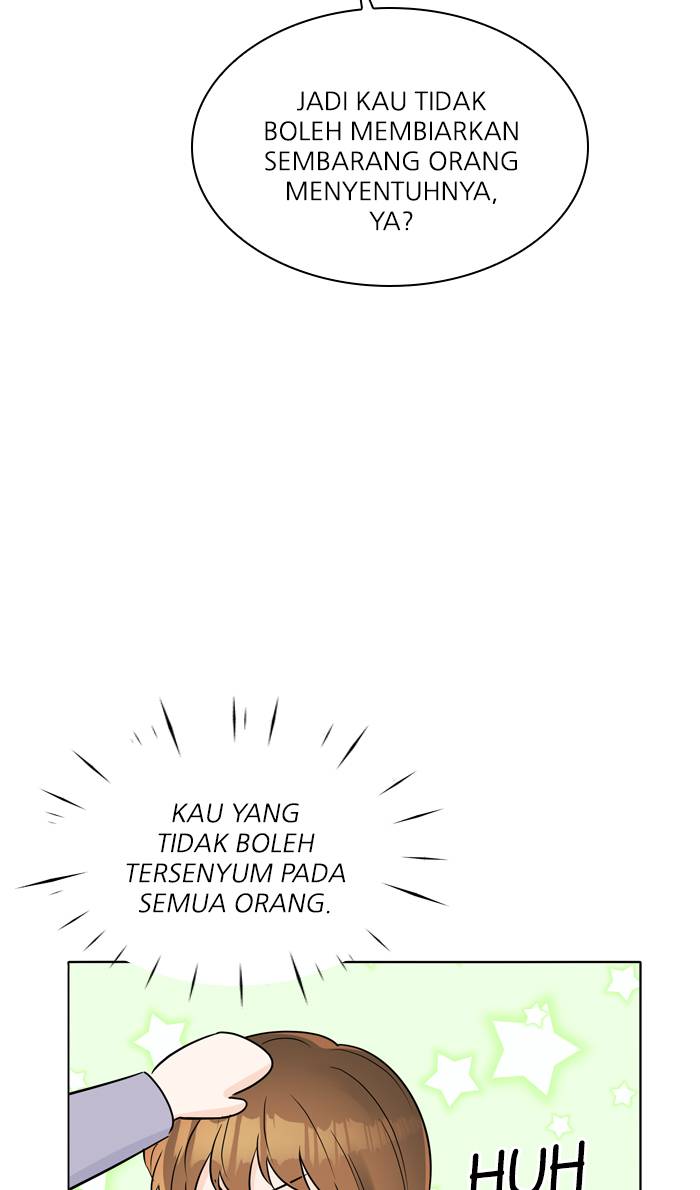 JADI KAU TIDAK
BOLEH MEMBIARKAN
SEMBARANG ORANG
MENYENTUHNYA,
YA?
KAU YANG
TIDAK BOLEH
TERSENYUM PADA
SEMUA ORANG.
HUH